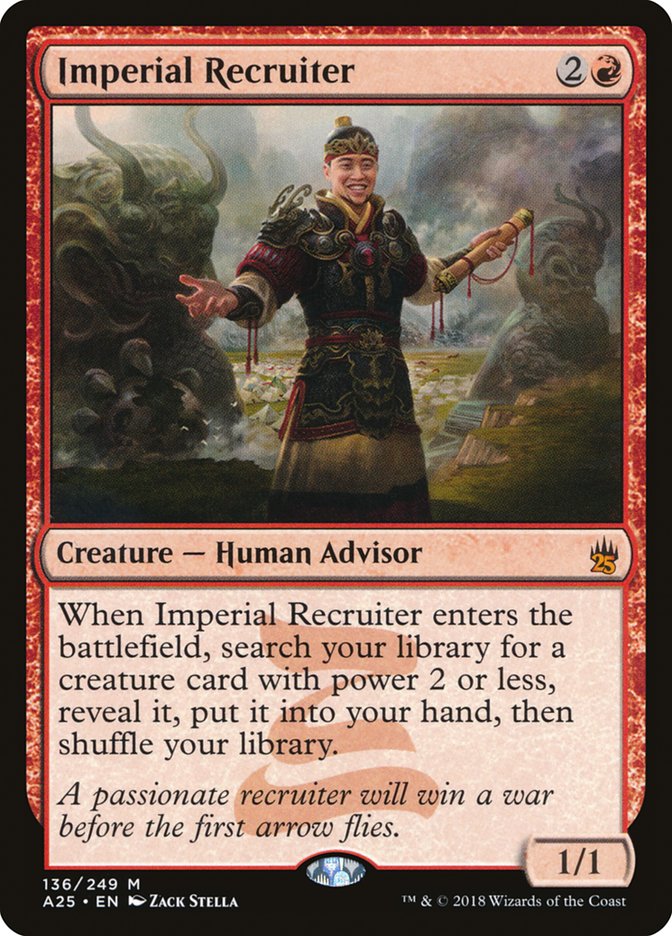 Imperial Recruiter 2
Creature — Human Advisor
25
When Imperial Recruiter enters the
battlefield, search your library for a
creature card with power 2 or less,
reveal it, put it into your hand, then
shuffle your library.
A passionate recruiter will win a war
before the first arrow flies.
1/1
136/249 M
A25 • EN Zack Stella
™ & © 2018 Wizards of the Coast